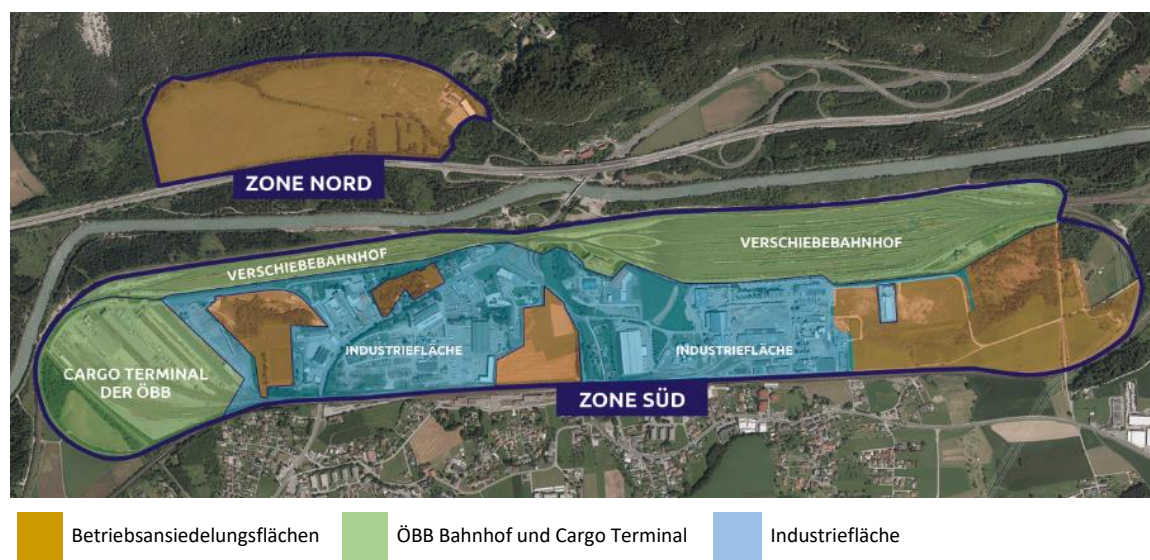 ZONE NORD
VERSCHIEBEBAHNHOF
VERSCHIEBEBAHNHOF
INDUSTRIEFLÄCHE
INDUSTRIEFLÄCHE
CARGO TERMINAL
DER ÖBB
ZONE SÜD
Betriebsansiedelungsflächen
ÖBB Bahnhof und Cargo Terminal
Industriefläche